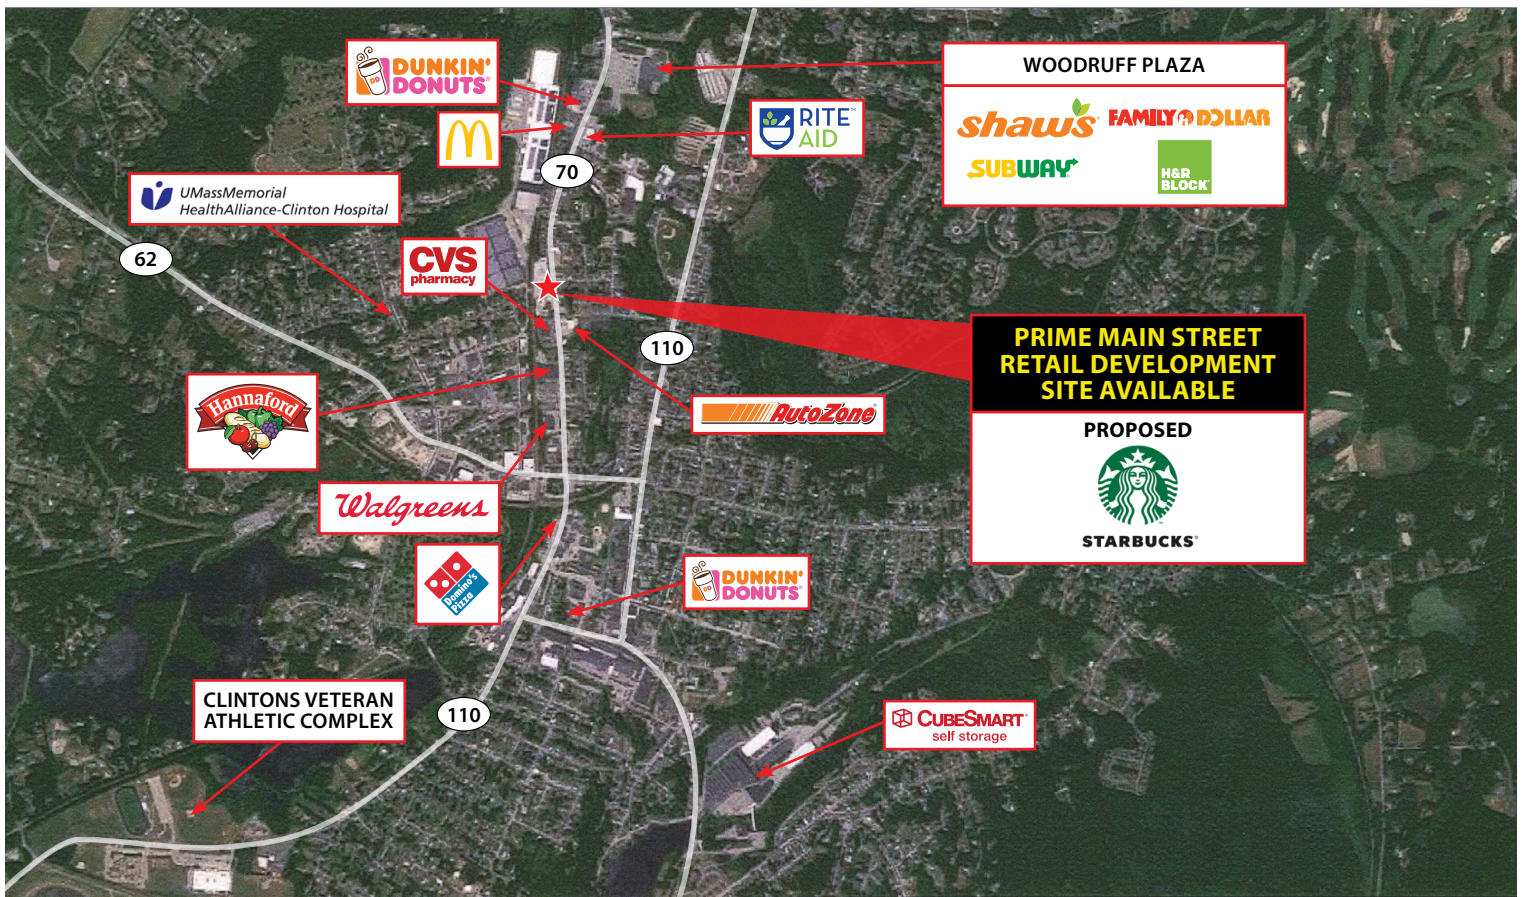 DUNKIN'
DONUTS
WOODRUFF PLAZA
shaw's
FAMILY DOLLAR
SUBWAY
H&R
BLOCK
RITE
AID
70
UMassMemorial
HealthAlliance-Clinton Hospital
62
CVS
pharmacy
110
PRIME MAIN STREET
RETAIL DEVELOPMENT
SITE AVAILABLE
PROPOSED
STARBUCKS
Hannaford
AutoZone
Walgreens
Domino's
Pizza
DUNKIN'
DONUTS
CLINTONS VETERAN
ATHLETIC COMPLEX
110
CUBESMART
self storage